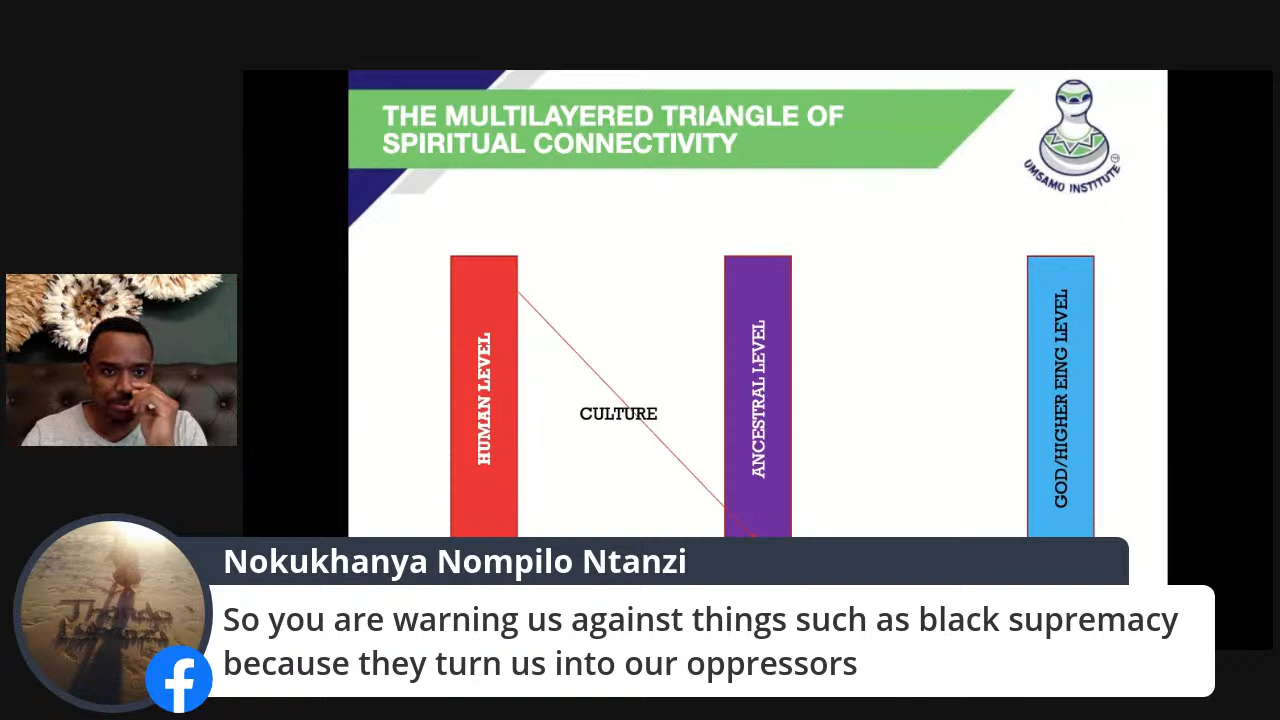 THE MULTILAYERED TRIANGLE OF
SPIRITUAL CONNECTIVITY
UMSAMO INSTITUTE
HUMAN LEVEL
CULTURE
ANCESTRAL LEVEL
GOD/HIGHER EING LEVEL
Nokukhanya Nompilo Ntanzi
So you are warning us against things such as black supremacy
because they turn us into our oppressors